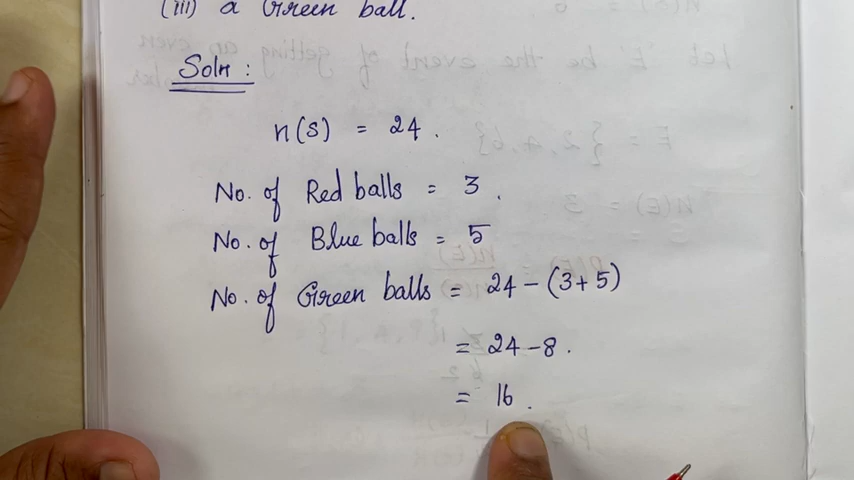 (iii) a Green ball.
Soln :
n(S) = 24.
No. of Red balls = 3.
No. of Blue balls = 5
No. of Green balls = 24 - (3+5)
= 24-8.
= 16.